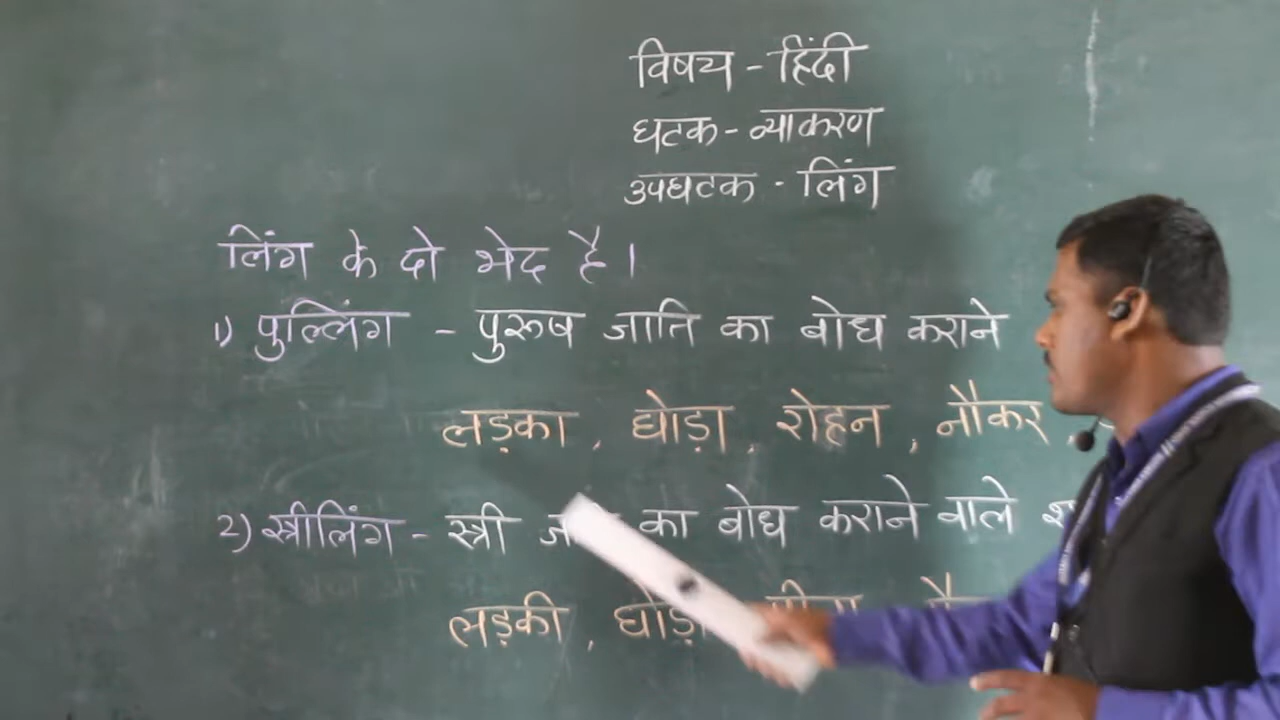 विषय - हिंदी
घटक - व्याकरण
उपघटक - लिंग
लिंग के दो भेद है।
1) पुल्लिंग - पुरूष जाति का बोध कराने
लड़का, घोड़ा, रोहन, नौकर,
2) स्त्रीलिंग - स्त्री का बोध कराने वाले
लड़की,